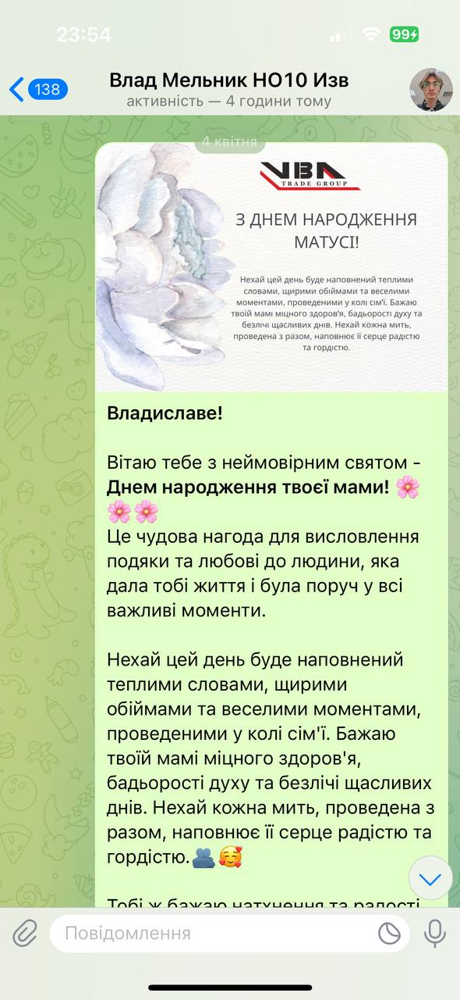 23:54
99
138
Влад Мельник НО10 Изв
активність — 4 години тому
4 квітня
VBA
TRADE GROUP
З ДНЕМ НАРОДЖЕННЯ
МАТУСІ!
Нехай цей день буде наповнений теплими
словами, щирими обіймами та веселими
моментами, проведеними у колі сім'ї. Бажаю
твоїй мамі міцного здоров'я, бадьорості духу та
безлічі щасливих днів. Нехай кожна мить,
проведена з разом, наповнює її серце радістю
та гордістю.
Владиславе!
Вітаю тебе з неймовірним святом -
Днем народження твоєї мами! 🌸
🌸🌸
Це чудова нагода для висловлення
подяки та любові до людини, яка
дала тобі життя і була поруч у всі
важливі моменти.
Нехай цей день буде наповнений
теплими словами, щирими
обіймами та веселими моментами,
проведеними у колі сім'ї. Бажаю
твоїй мамі міцного здоров'я,
бадьорості духу та безлічі щасливих
днів. Нехай кожна мить, проведена з
разом, наповнює її серце радістю та
гордістю.🫂🥰
Тобі ж бажаю натхнення та радості
Повідомлення